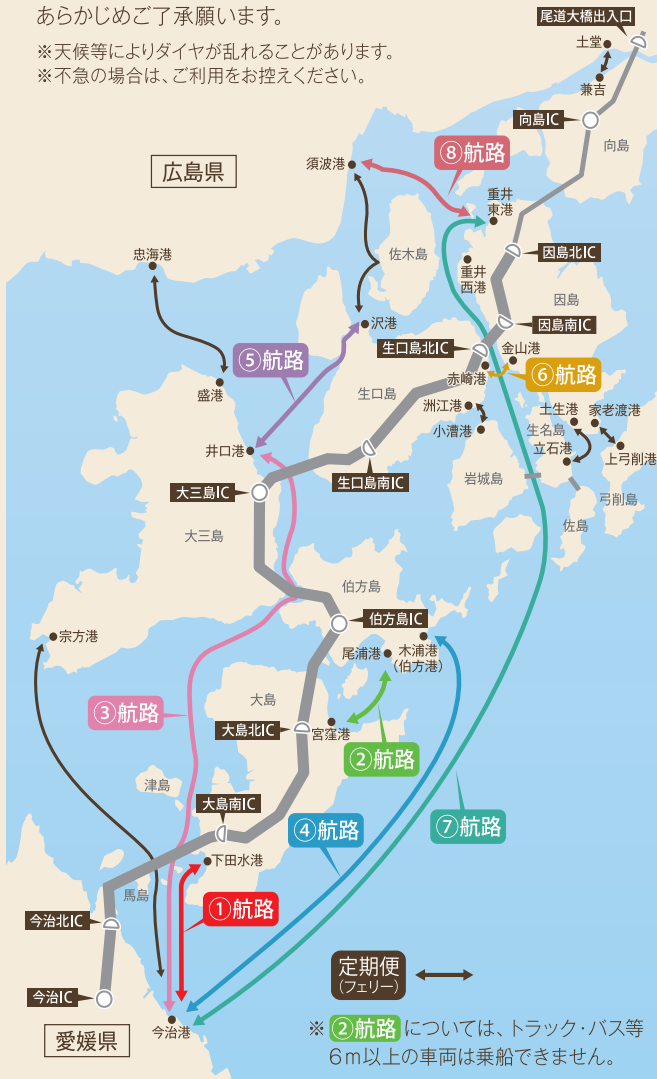 あらかじめご了承願います。
※天候等によりダイヤが乱れることがあります。
※不急の場合は、ご利用をお控えください。
尾道大橋出入口
土堂
兼吉
向島IC
向島
広島県
須波港
⑧航路
重井
東港
佐木島
忠海港
重井
西港
因島北IC
因島
沢港
因島南IC
生口島北IC
金山港
⑤航路
赤崎港
⑥航路
盛港
生口島
洲江港
小漕港
土生港
家老渡港
生名島
立石港
上弓削港
井口港
生口島南IC
岩城島
弓削島
佐島
大三島IC
大三島
伯方島
伯方島IC
宗方港
尾浦港
木浦港
(伯方港)
大島
③航路
大島北IC
宮窪港
②航路
津島
大島南IC
④航路
⑦航路
下田水港
馬島
①航路
今治北IC
定期便
(フェリー)
今治IC
今治港
愛媛県
※②航路については、トラック・バス等
6m以上の車両は乗船できません。